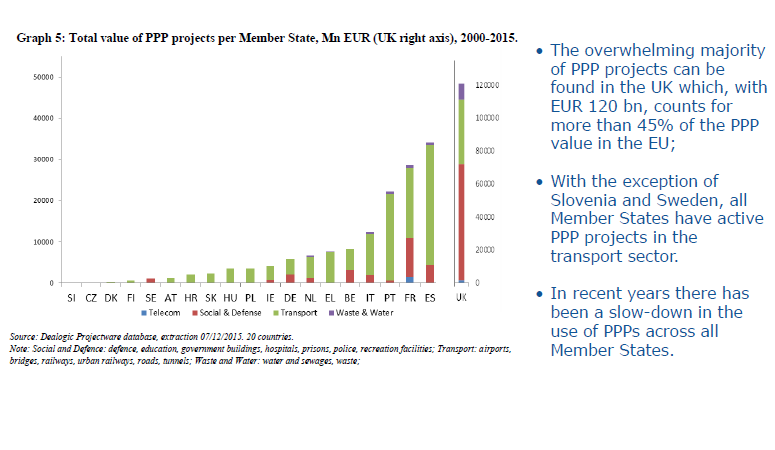 Graph 5: Total value of PPP projects per Member State, Mn EUR (UK right axis), 2000-2015.
50000
40000
30000
20000
10000
0
120000
100000
80000
60000
40000
20000
0
SI CZ DK FI SE AT HR SK HU PL IE DE NL EL BE IT PT FR ES UK
Telecom Social & Defense Transport Waste & Water
Source: Dealogic Projectware database, extraction 07/12/2015. 20 countries.
Note: Social and Defence: defence, education, government buildings, hospitals, prisons, police, recreation facilities; Transport: airports,
bridges, railways, urban railways, roads, tunnels; Waste and Water: water and sewages, waste;
• The overwhelming majority
of PPP projects can be
found in the UK which, with
EUR 120 bn, counts for
more than 45% of the PPP
value in the EU;
• With the exception of
Slovenia and Sweden, all
Member States have active
PPP projects in the
transport sector.
• In recent years there has
been a slow-down in the
use of PPPs across all
Member States.